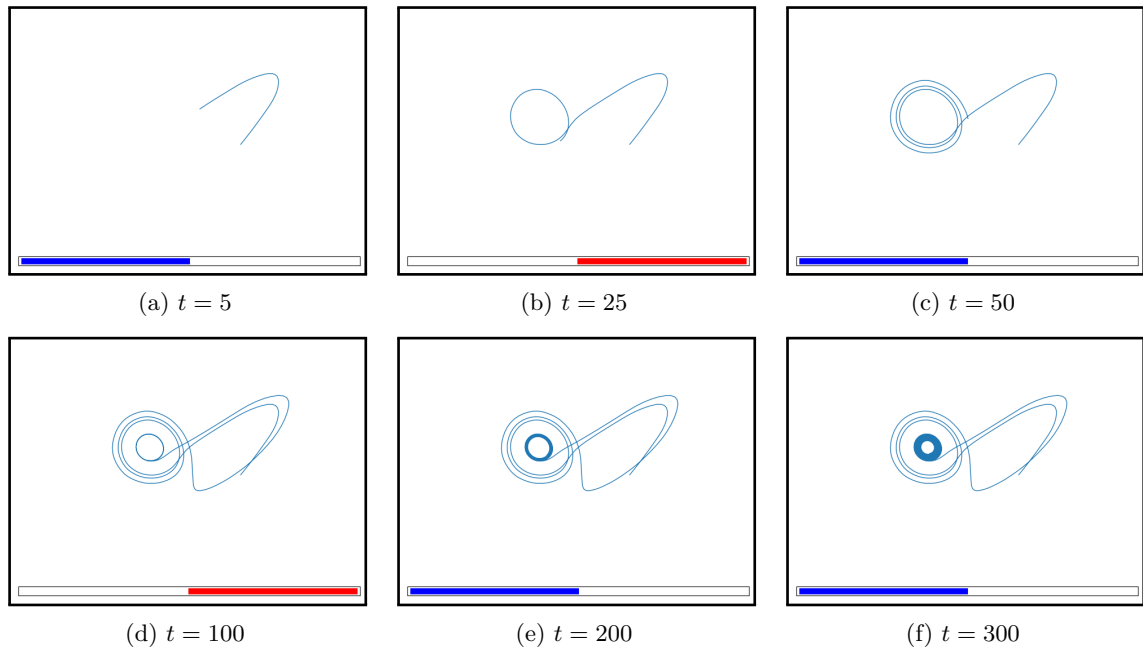 (a) t = 5
(b) t = 25
(c) t = 50
(d) t = 100
(e) t = 200
(f) t = 300